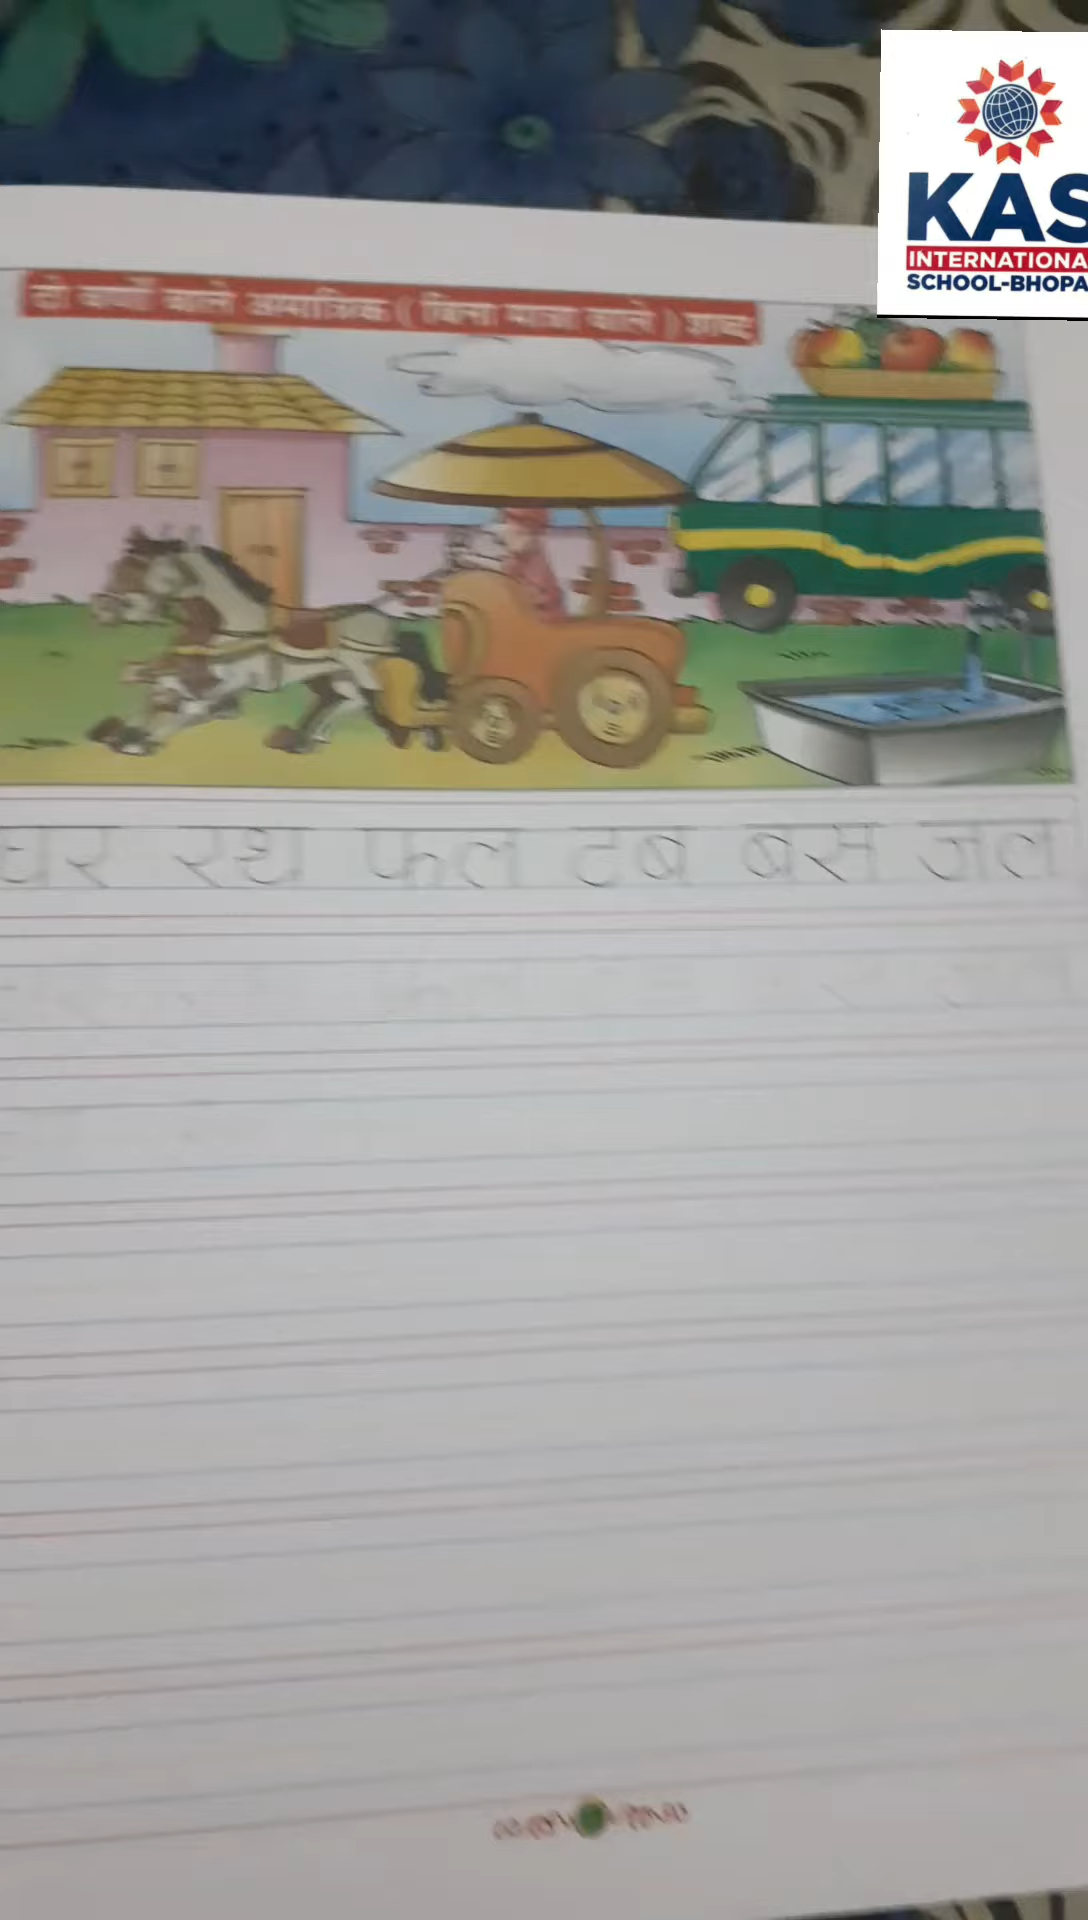 KAS
INTERNATIONA
SCHOOL-BHOPA
दो वर्णों वाले अमात्रिक ( बिना मात्रा वाले ) शब्द
घर रथ फल टब बस जल